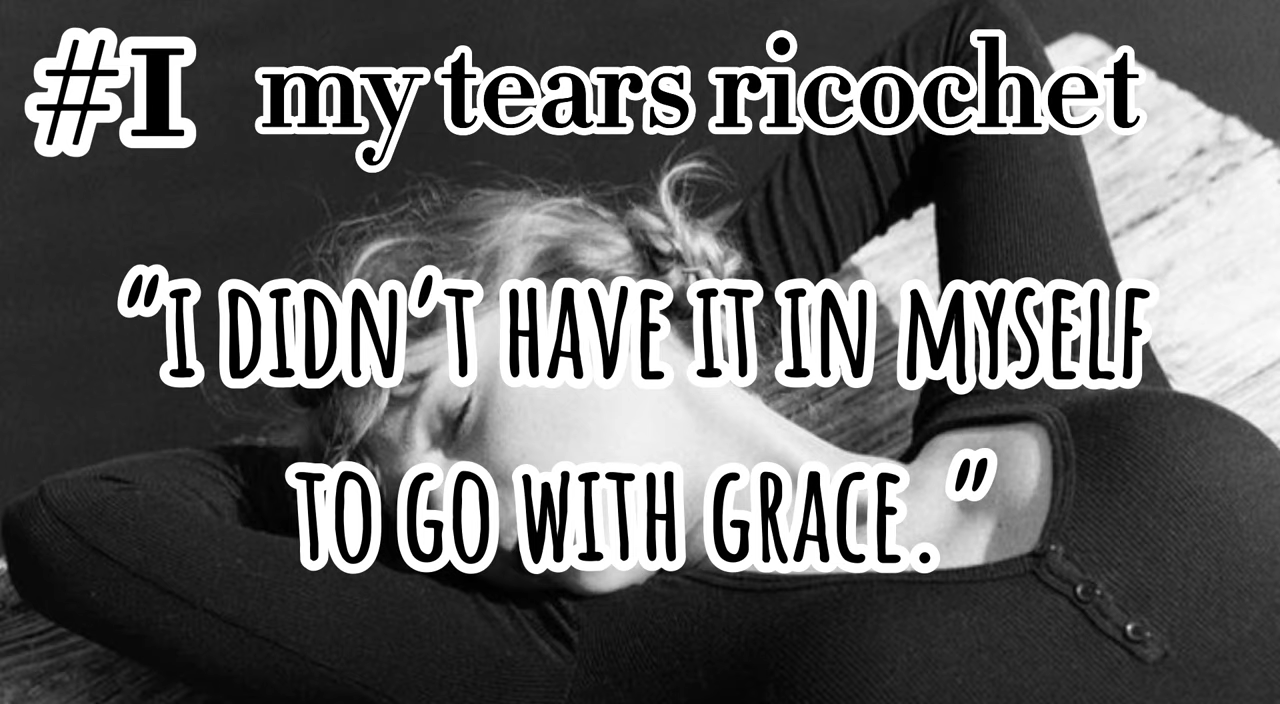 #1 my tears ricochet
“I DIDN’T HAVE IT IN MYSELF
TO GO WITH GRACE.”